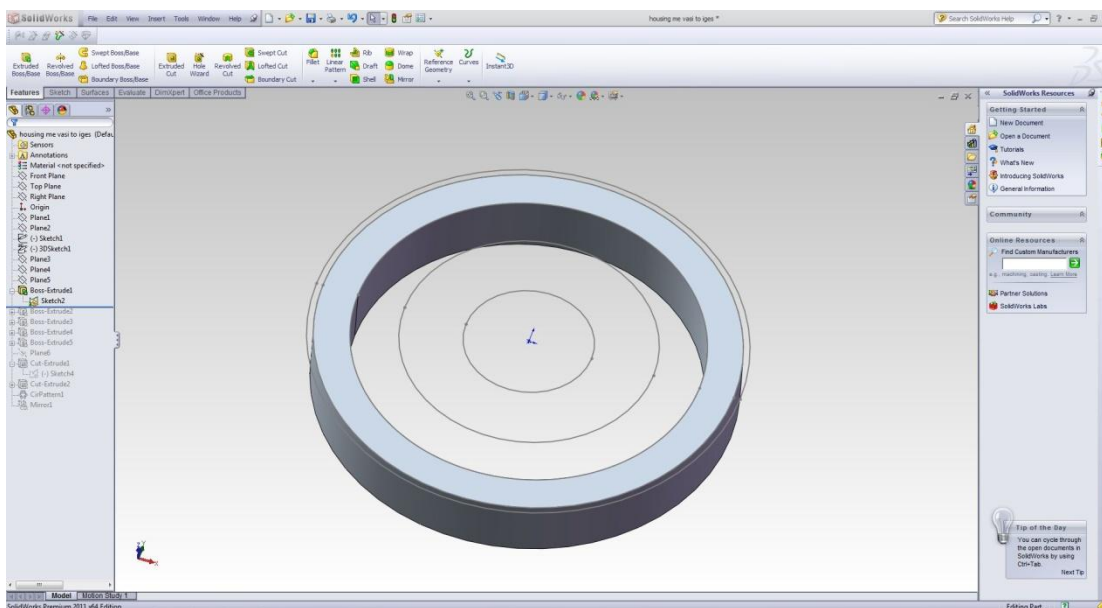 SolidWorks File Edit View Insert Tools Window Help housing me vasi to iges * Search SolidWorks Help
Extruded Boss/Base Revolved Boss/Base Swept Boss/Base Lofted Boss/Base Boundary Boss/Base Extruded Cut Hole Wizard Revolved Cut Swept Cut Lofted Cut Boundary Cut Fillet Linear Pattern Rib Draft Shell Wrap Dome Mirror Reference Geometry Curves Instant3D
Features Sketch Surfaces Evaluate DimXpert Office Products
housing me vasi to iges (Defau
Sensors
Annotations
Material <not specified>
Front Plane
Top Plane
Right Plane
Origin
Plane1
Plane2
(-) Sketch1
(-) 3DSketch1
Plane3
Plane4
Plane5
Boss-Extrude1
Sketch2
Boss-Extrude2
Boss-Extrude3
Boss-Extrude4
Boss-Extrude5
Plane6
Cut-Extrude1
(-) Sketch4
Cut-Extrude2
CirPattern1
Mirror1
Model Motion Study 1
SolidWorks Premium 2011 x64 Edition
SolidWorks Resources
Getting Started
New Document
Open a Document
Tutorials
What's New
Introducing SolidWorks
General Information
Community
Online Resources
Find Custom Manufacturers
e.g., machining, casting Learn More
Partner Solutions
SolidWorks Labs
Tip of the Day
You can cycle through
the open documents in
SolidWorks by using
Ctrl+Tab.
Next Tip
Editing Part